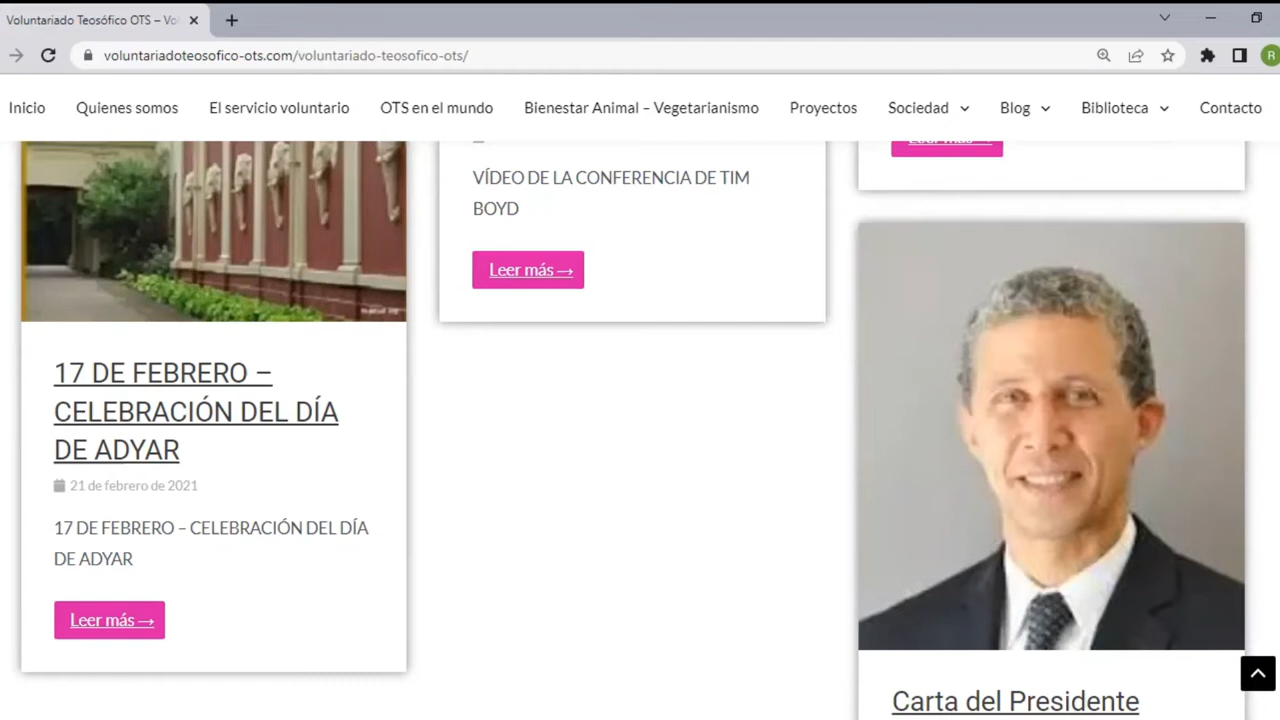 Voluntariado Teosófico OTS – Vo
voluntariadoteosofico-ots.com/voluntariado-teosofico-ots/
R
Inicio
Quienes somos
El servicio voluntario
OTS en el mundo
Bienestar Animal – Vegetarianismo
Proyectos
Sociedad
Blog
Biblioteca
Contacto
17 DE FEBRERO –
CELEBRACIÓN DEL DÍA
DE ADYAR
21 de febrero de 2021
17 DE FEBRERO – CELEBRACIÓN DEL DÍA
DE ADYAR
Leer más →
VÍDEO DE LA CONFERENCIA DE TIM
BOYD
Leer más →
Leer más →
Carta del Presidente